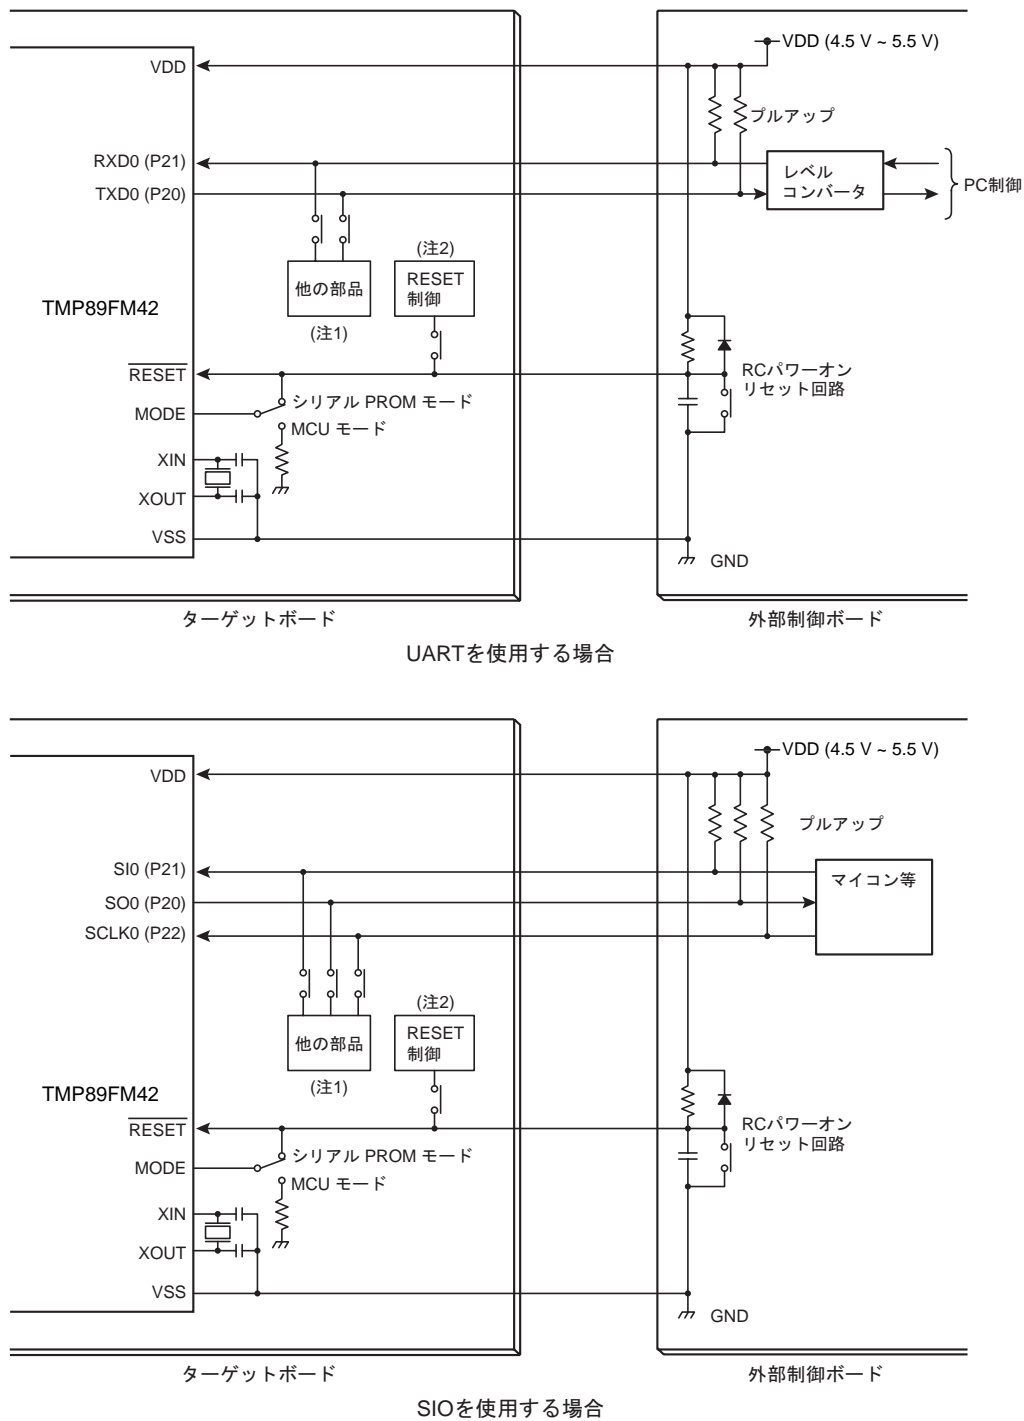 VDD (4.5 V ~ 5.5 V)
VDD
プルアップ
RXD0 (P21)
TXD0 (P20)
レベル
コンバータ
PC制御
(注2)
RESET
制御
他の部品
(注1)
TMP89FM42
RESET
RCパワーオン
リセット回路
シリアル PROM モード
MODE
MCU モード
XIN
XOUT
VSS
GND
ターゲットボード
外部制御ボード
UARTを使用する場合
VDD (4.5 V ~ 5.5 V)
VDD
プルアップ
SI0 (P21)
マイコン等
SO0 (P20)
SCLK0 (P22)
(注2)
RESET
制御
他の部品
(注1)
TMP89FM42
RESET
RCパワーオン
リセット回路
シリアル PROM モード
MODE
MCU モード
XIN
XOUT
VSS
GND
ターゲットボード
外部制御ボード
SIOを使用する場合